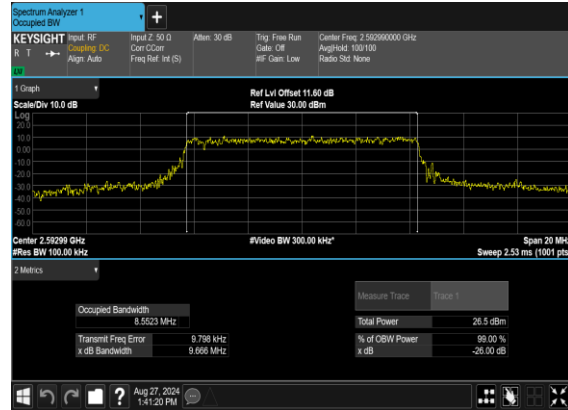 Spectrum Analyzer 1
Occupied BW
KEYSIGHT Input: RF Input Z: 50 Ω Atten: 30 dB Trig: Free Run Center Freq: 2.592990000 GHz
R T Coupling: DC Corr CCorr Gate: Off Avg|Hold: 100/100
Align: Auto Freq Ref: Int (S) #IF Gain: Low Radio Std: None
LM
1 Graph
Ref Lvl Offset 11.60 dB
Scale/Div 10.0 dB Ref Value 30.00 dBm
Log
20.0
10.0
0.00
-10.0
-20.0
-30.0
-40.0
-50.0
-60.0
Center 2.59299 GHz #Video BW 300.00 kHz* Span 20 MHz
#Res BW 100.00 kHz Sweep 2.53 ms (1001 pts)
2 Metrics
Measure Trace Trace 1
Occupied Bandwidth
8.5523 MHz Total Power 26.5 dBm
Transmit Freq Error 9.798 kHz % of OBW Power 99.00 %
x dB Bandwidth 9.666 MHz x dB -26.00 dB
? Aug 27, 2024
1:41:20 PM